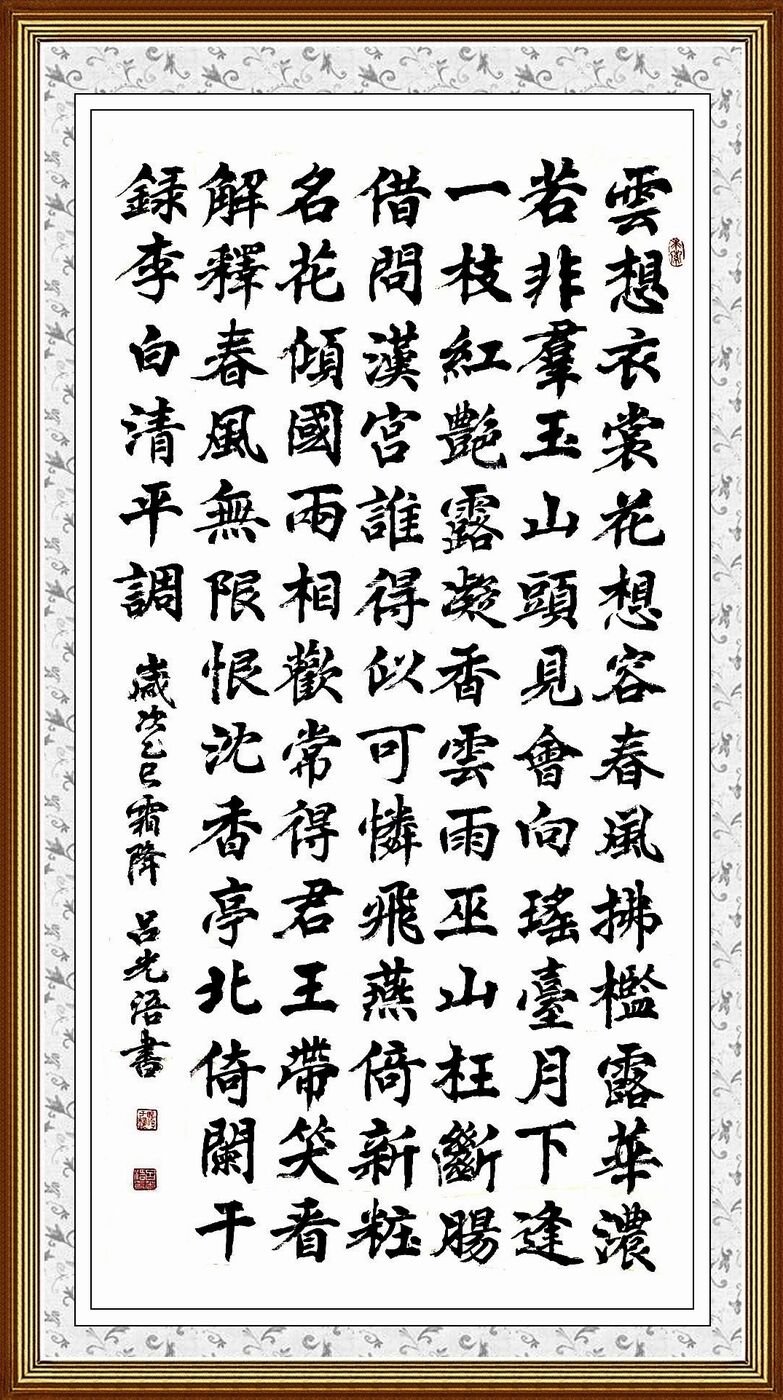 雲想衣裳花想容春風拂檻露華濃
若非羣玉山頭見會向瑤臺月下逢
一枝紅艷露凝香雲雨巫山枉斷腸
借問漢宮誰得似可憐飛燕倚新粧
名花傾國兩相歡常得君王帶笑看
解釋春風無限恨沈香亭北倚闌干
録李白清平調 歲次乙巳霜降 呂光浯書